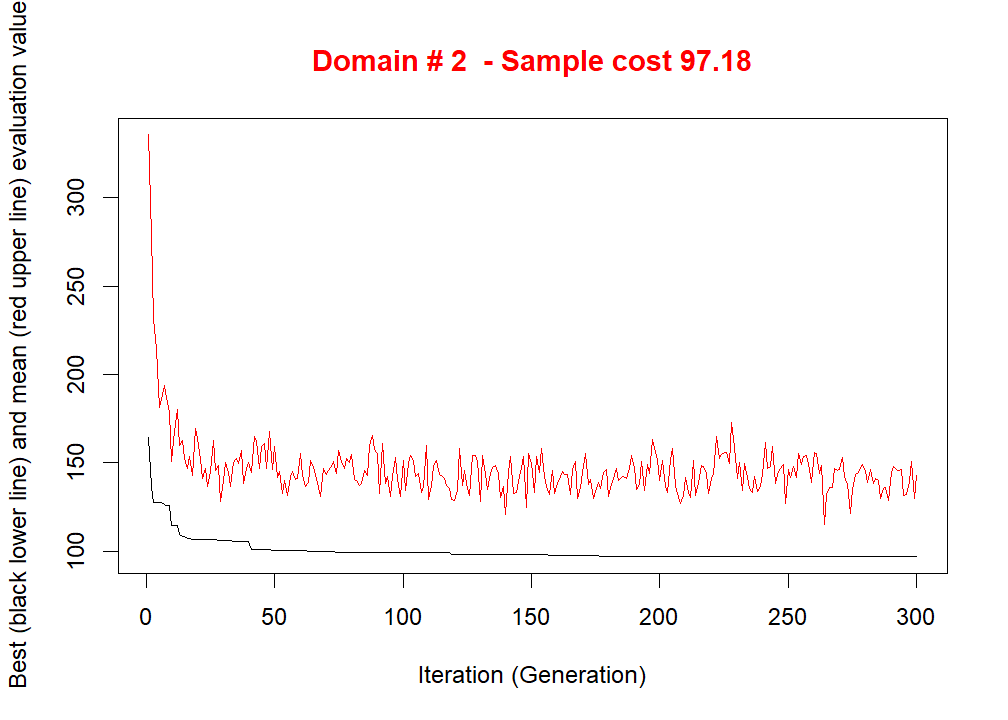 Domain # 2  - Sample cost 97.18
Best (black lower line) and mean (red upper line) evaluation value
300
250
200
150
100
0 50 100 150 200 250 300
Iteration (Generation)